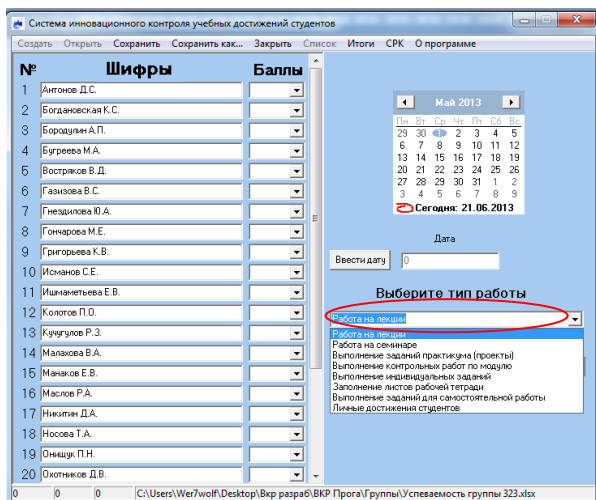 Система инновационного контроля учебных достижений студентов
Создать Открыть Сохранить Сохранить как... Закрыть Список Итоги СРК О программе
№ Шифры Баллы
1 Антонов Д.С.
2 Богдановская К.С.
3 Бородулин А.П.
4 Бугреева М.А.
5 Востряков В.Д.
6 Газизова В.С.
7 Гнездилова Ю.А.
8 Гончарова М.Е.
9 Григорьева К.В.
10 Исманов С.Е.
11 Ишмаметьева Е.В.
12 Колотов П.О.
13 Кучугулов Р.З.
14 Малахова В.А.
15 Манаков Е.В.
16 Маслов Р.А.
17 Никитин Д.А.
18 Носова Т.А.
19 Онищук П.Н.
20 Охотников Д.В.
Май 2013
Пн Вт Ср Чт Пт Сб Вс
29 30 1 2 3 4 5
6 7 8 9 10 11 12
13 14 15 16 17 18 19
20 21 22 23 24 25 26
27 28 29 30 31 1 2
3 4 5 6 7 8 9
Сегодня: 21.06.2013
Дата
Ввести дату 0
Выберите тип работы
Работа на лекции
Работа на лекции
Работа на семинаре
Выполнение заданий практикума (проекты)
Выполнение контрольных работ по модулю
Выполнение индивидуальных заданий
Заполнение листов рабочей тетради
Выполнение заданий для самостоятельной работы
Личные достижения студентов
0 0 0 C:\Users\Wer7wolf\Desktop\Вкр разраб\ВКР Прога\Группы\Успеваемость группы 323.xlsx